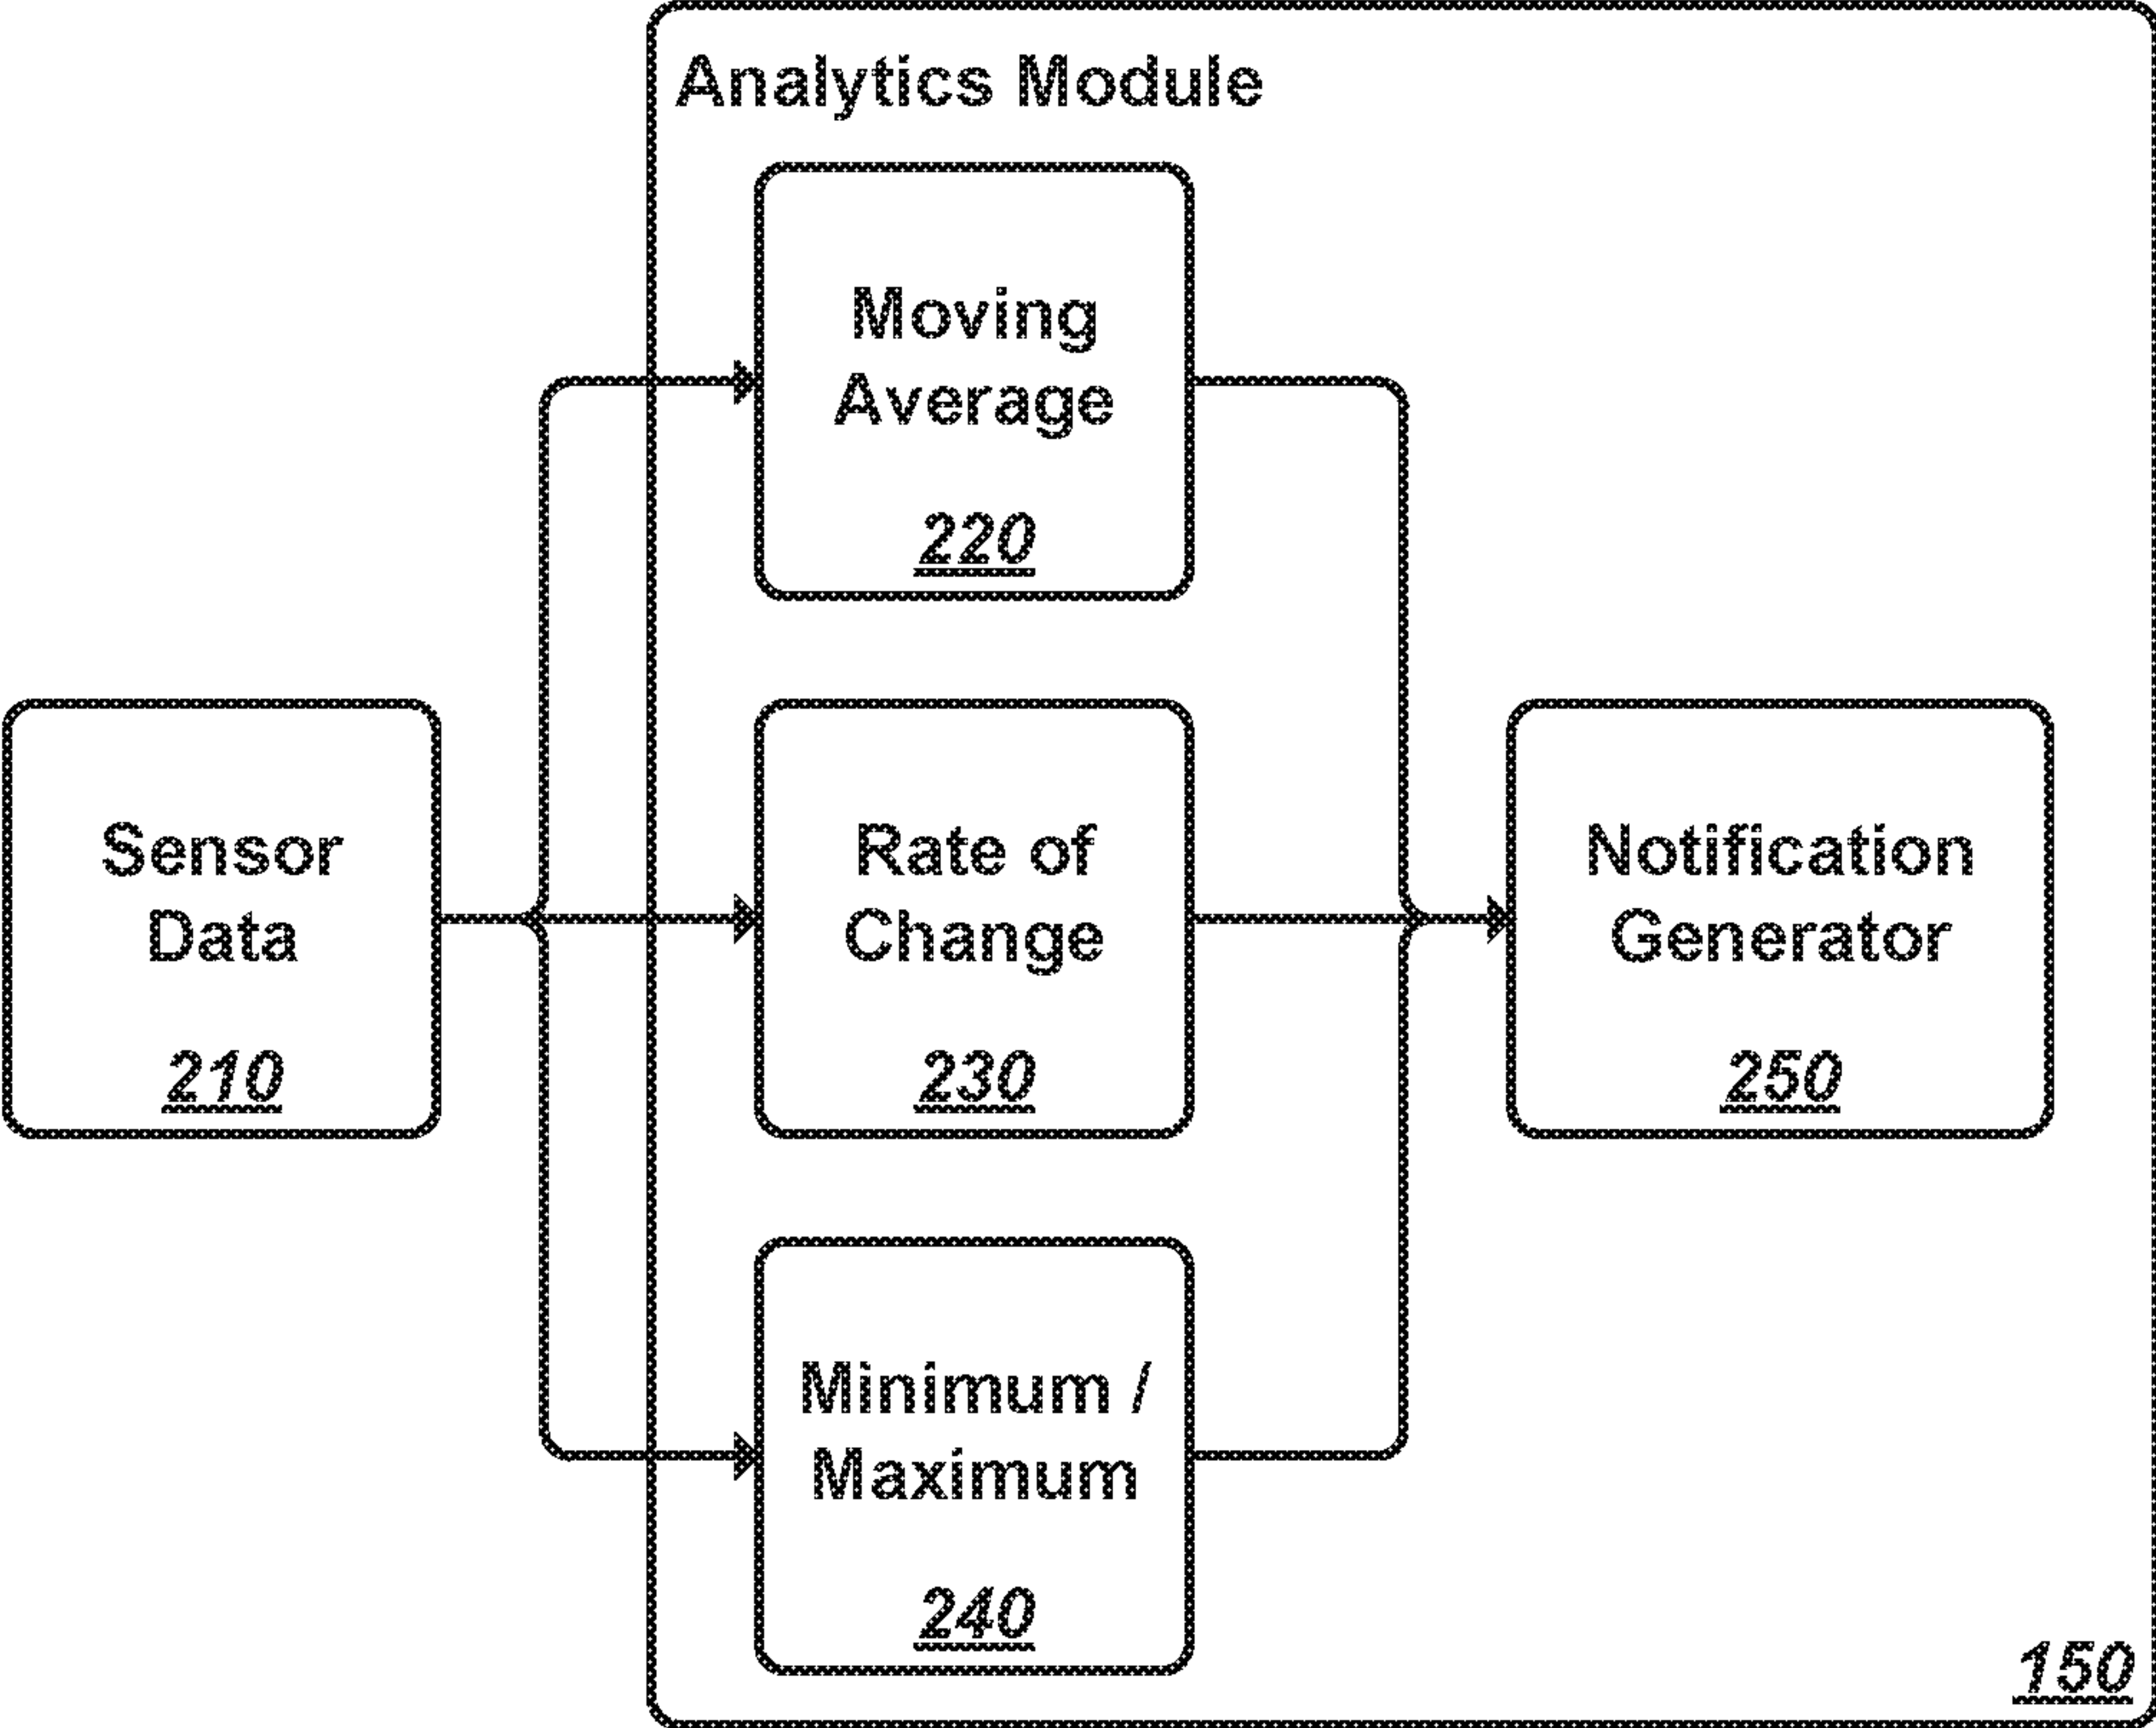 Analytics Module
Moving
Average
220
Sensor
Data
210
Rate of
Change
230
Notification
Generator
250
Minimum /
Maximum
240
150